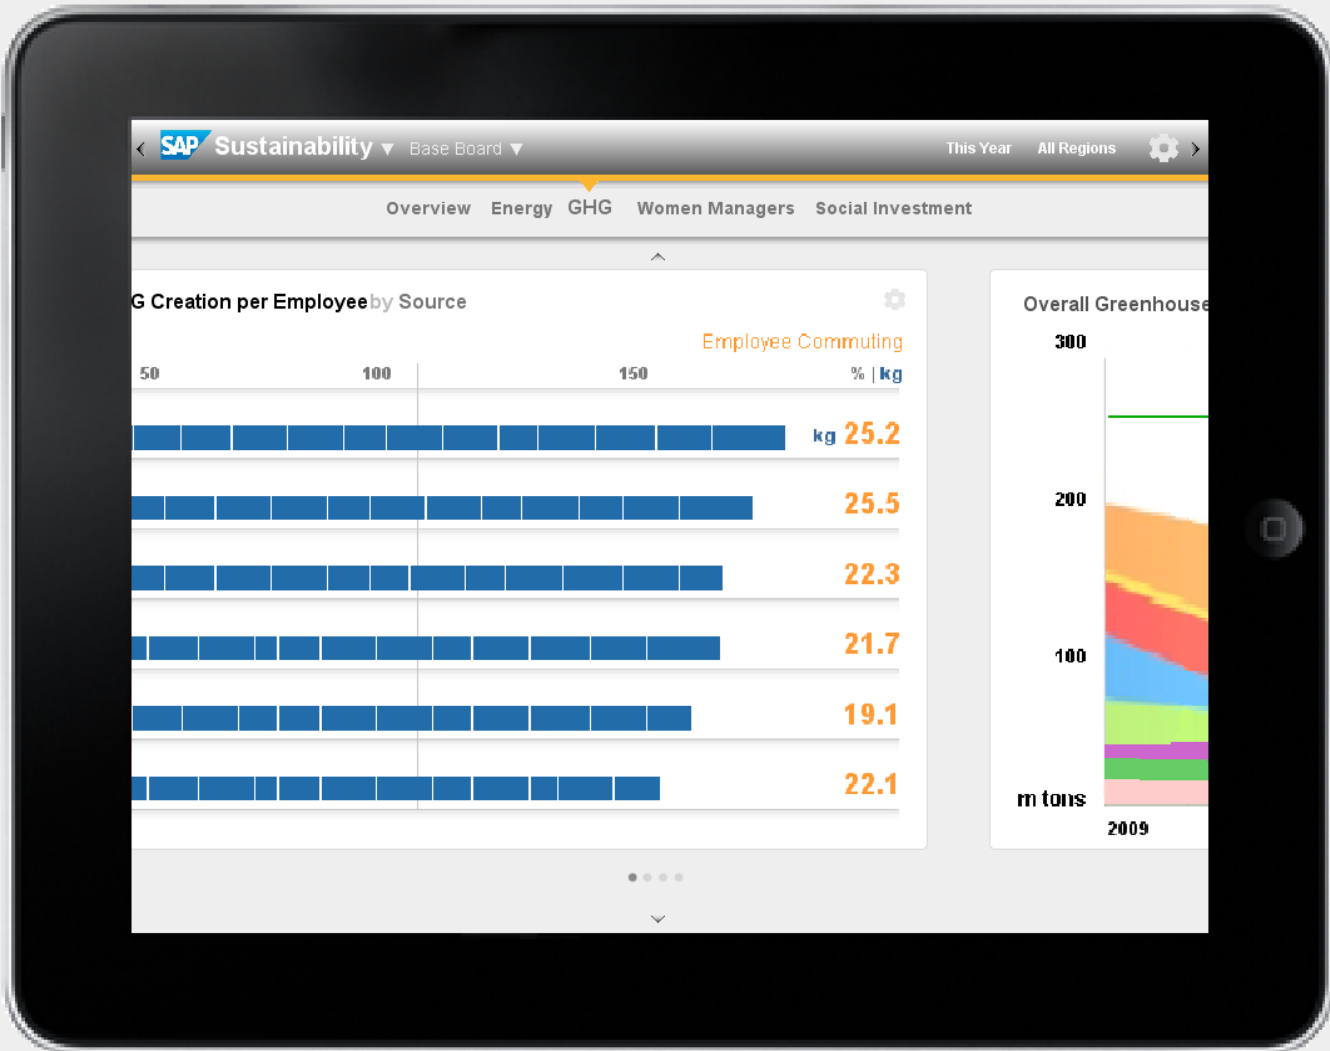 SAP Sustainability Base Board This Year All Regions
Overview Energy GHG Women Managers Social Investment
G Creation per Employee by Source
Employee Commuting
50 100 150 % | kg
kg 25.2
25.5
22.3
21.7
19.1
22.1
Overall Greenhouse
300
200
100
m tons
2009